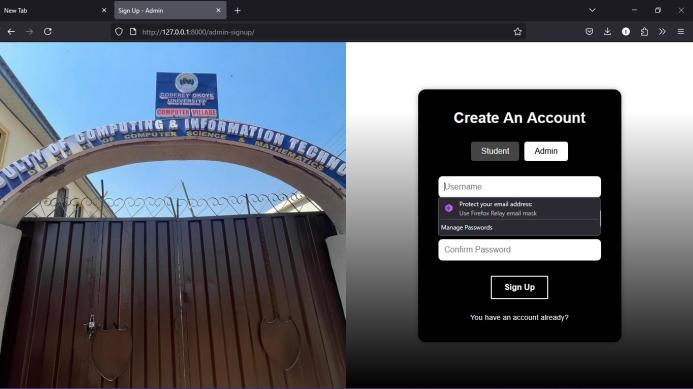 New Tab
Sign Up - Admin
http://127.0.0.1:8000/admin-signup/
GODFREY OKOYE
UNIVERSITY
COMPUTER VILLAGE
OF COMPUTING & INFORMATION TECHNO
OF COMPUTER SCIENCE & MATHEMATICS
Create An Account
Student
Admin
Username
Protect your email address:
Use Firefox Relay email mask
Manage Passwords
Confirm Password
Sign Up
You have an account already?